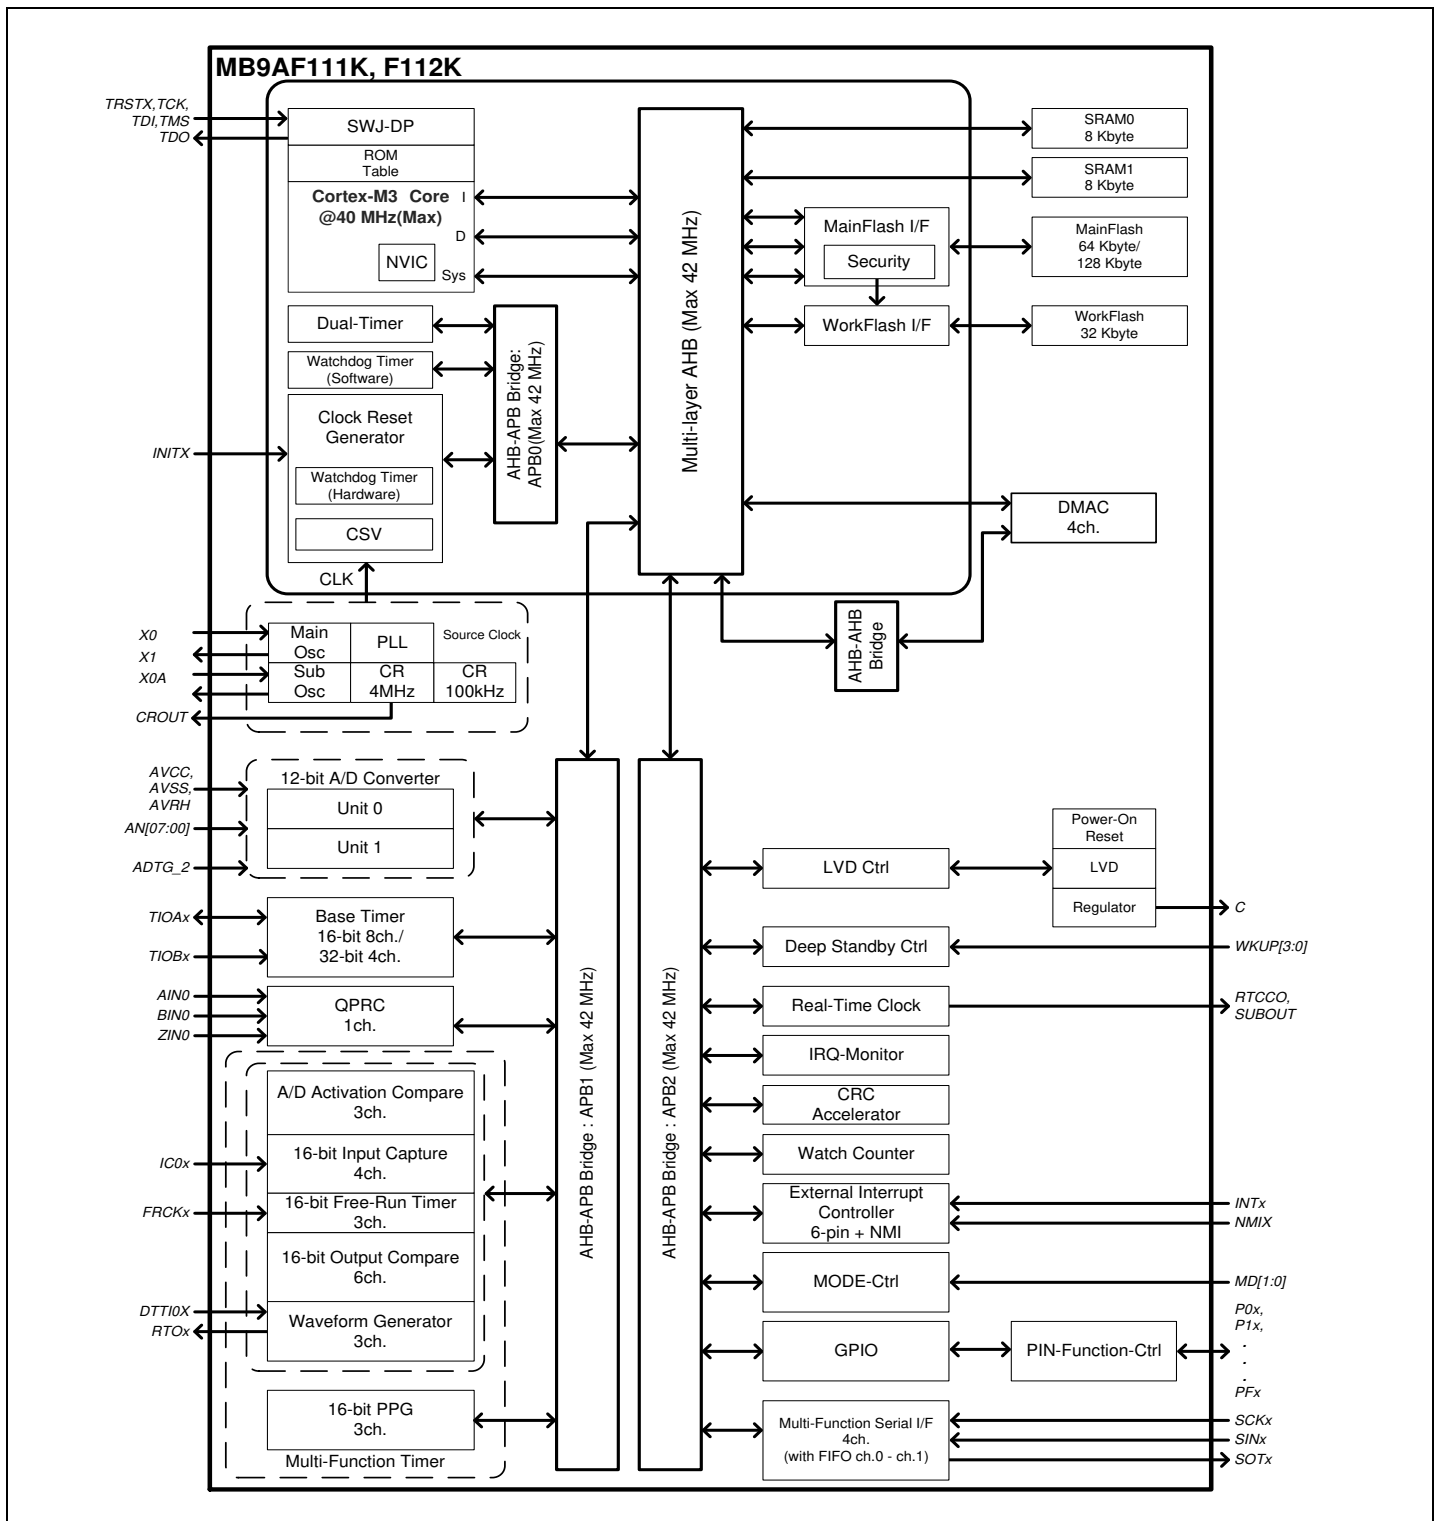 MB9AF111K, F112K
TRSTX,TCK,
TDI,TMS
TDO
SWJ-DP
ROM
Table
Cortex-M3 Core
@40 MHz(Max)
I
D
Sys
NVIC
Dual-Timer
Watchdog Timer
(Software)
Clock Reset
Generator
Watchdog Timer
(Hardware)
CSV
INITX
CLK
AHB-APB Bridge:
APB0(Max 42 MHz)
Multi-layer AHB (Max 42 MHz)
SRAM0
8 Kbyte
SRAM1
8 Kbyte
MainFlash I/F
Security
MainFlash
64 Kbyte/
128 Kbyte
WorkFlash I/F
WorkFlash
32 Kbyte
DMAC
4ch.
AHB-AHB
Bridge
X0
X1
X0A
CROUT
Main
Osc
PLL
Source Clock
Sub
Osc
CR
4MHz
CR
100kHz
AVCC,
AVSS,
AVRH
AN[07:00]
ADTG_2
12-bit A/D Converter
Unit 0
Unit 1
TIOAx
TIOBx
Base Timer
16-bit 8ch./
32-bit 4ch.
AIN0
BIN0
ZIN0
QPRC
1ch.
A/D Activation Compare
3ch.
IC0x
16-bit Input Capture
4ch.
FRCKx
16-bit Free-Run Timer
3ch.
16-bit Output Compare
6ch.
DTTI0X
RTOx
Waveform Generator
3ch.
16-bit PPG
3ch.
Multi-Function Timer
AHB-APB Bridge : APB1 (Max 42 MHz)
AHB-APB Bridge : APB2 (Max 42 MHz)
Power-On
Reset
LVD Ctrl
LVD
Regulator
C
Deep Standby Ctrl
WKUP[3:0]
Real-Time Clock
RTCCO,
SUBOUT
IRQ-Monitor
CRC
Accelerator
Watch Counter
External Interrupt
Controller
6-pin + NMI
INTx
NMIX
MODE-Ctrl
MD[1:0]
GPIO
PIN-Function-Ctrl
P0x,
P1x,
.
.
.
PFx
Multi-Function Serial I/F
4ch.
(with FIFO ch.0 - ch.1)
SCKx
SINx
SOTx